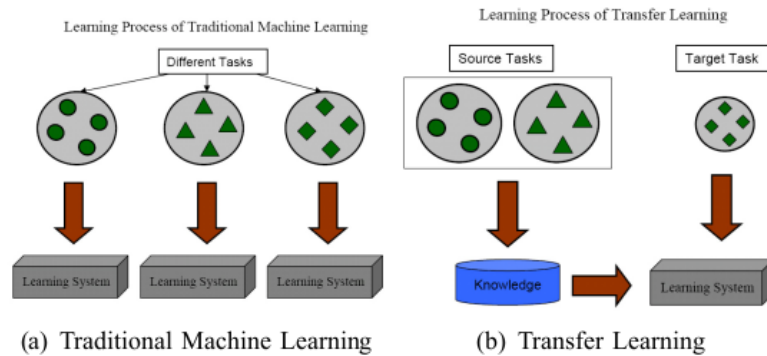 Learning Process of Traditional Machine Learning
Different Tasks
Learning System
Learning System
Learning System
(a) Traditional Machine Learning
Learning Process of Transfer Learning
Source Tasks
Target Task
Knowledge
Learning System
(b) Transfer Learning